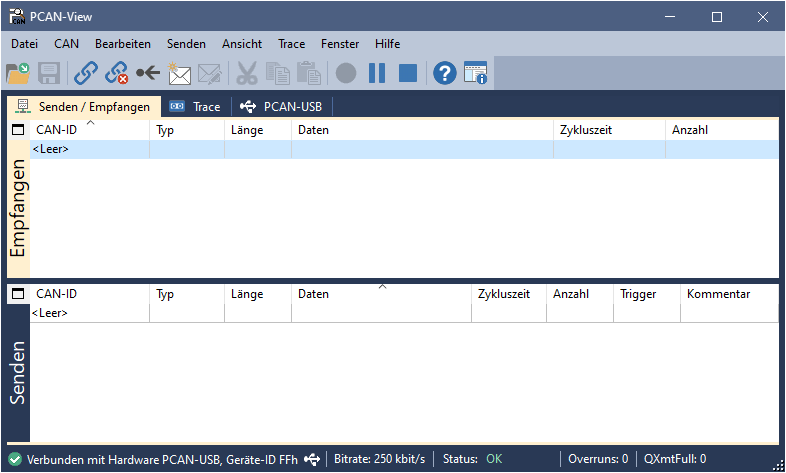 PCAN-View
Datei CAN Bearbeiten Senden Ansicht Trace Fenster Hilfe
Senden / Empfangen Trace PCAN-USB
CAN-ID Typ Länge Daten Zykluszeit Anzahl
<Leer>
Empfangen
CAN-ID Typ Länge Daten Zykluszeit Anzahl Trigger Kommentar
<Leer>
Senden
Verbunden mit Hardware PCAN-USB, Geräte-ID FFh Bitrate: 250 kbit/s Status: OK Overruns: 0 QXmtFull: 0